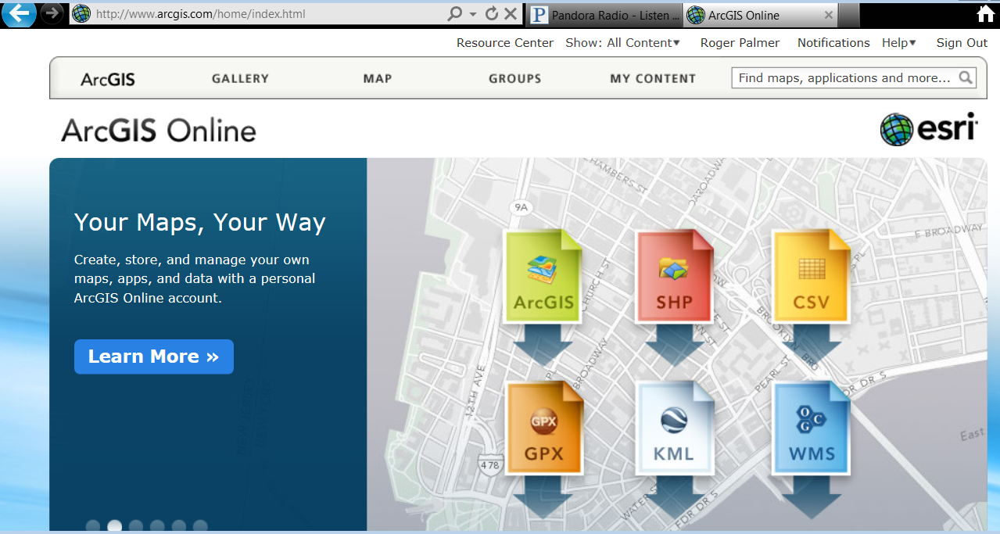 http://www.arcgis.com/home/index.html
P Pandora Radio - Listen ...
ArcGIS Online
Resource Center Show: All Content▾ Roger Palmer Notifications Help▾ Sign Out
ArcGIS GALLERY MAP GROUPS MY CONTENT Find maps, applications and more...
ArcGIS Online
esri
Your Maps, Your Way
Create, store, and manage your own
maps, apps, and data with a personal
ArcGIS Online account.
Learn More »
CHAMBERS ST
BROADWAY
9A
E BROADWAY
CHURCH ST
ArcGIS SHP CSV
BROADWAY
PEARL ST
12TH AVE
FDR DR S
GPX
OGC
East
GPX KML WMS
478
WATER S
FDR DR S